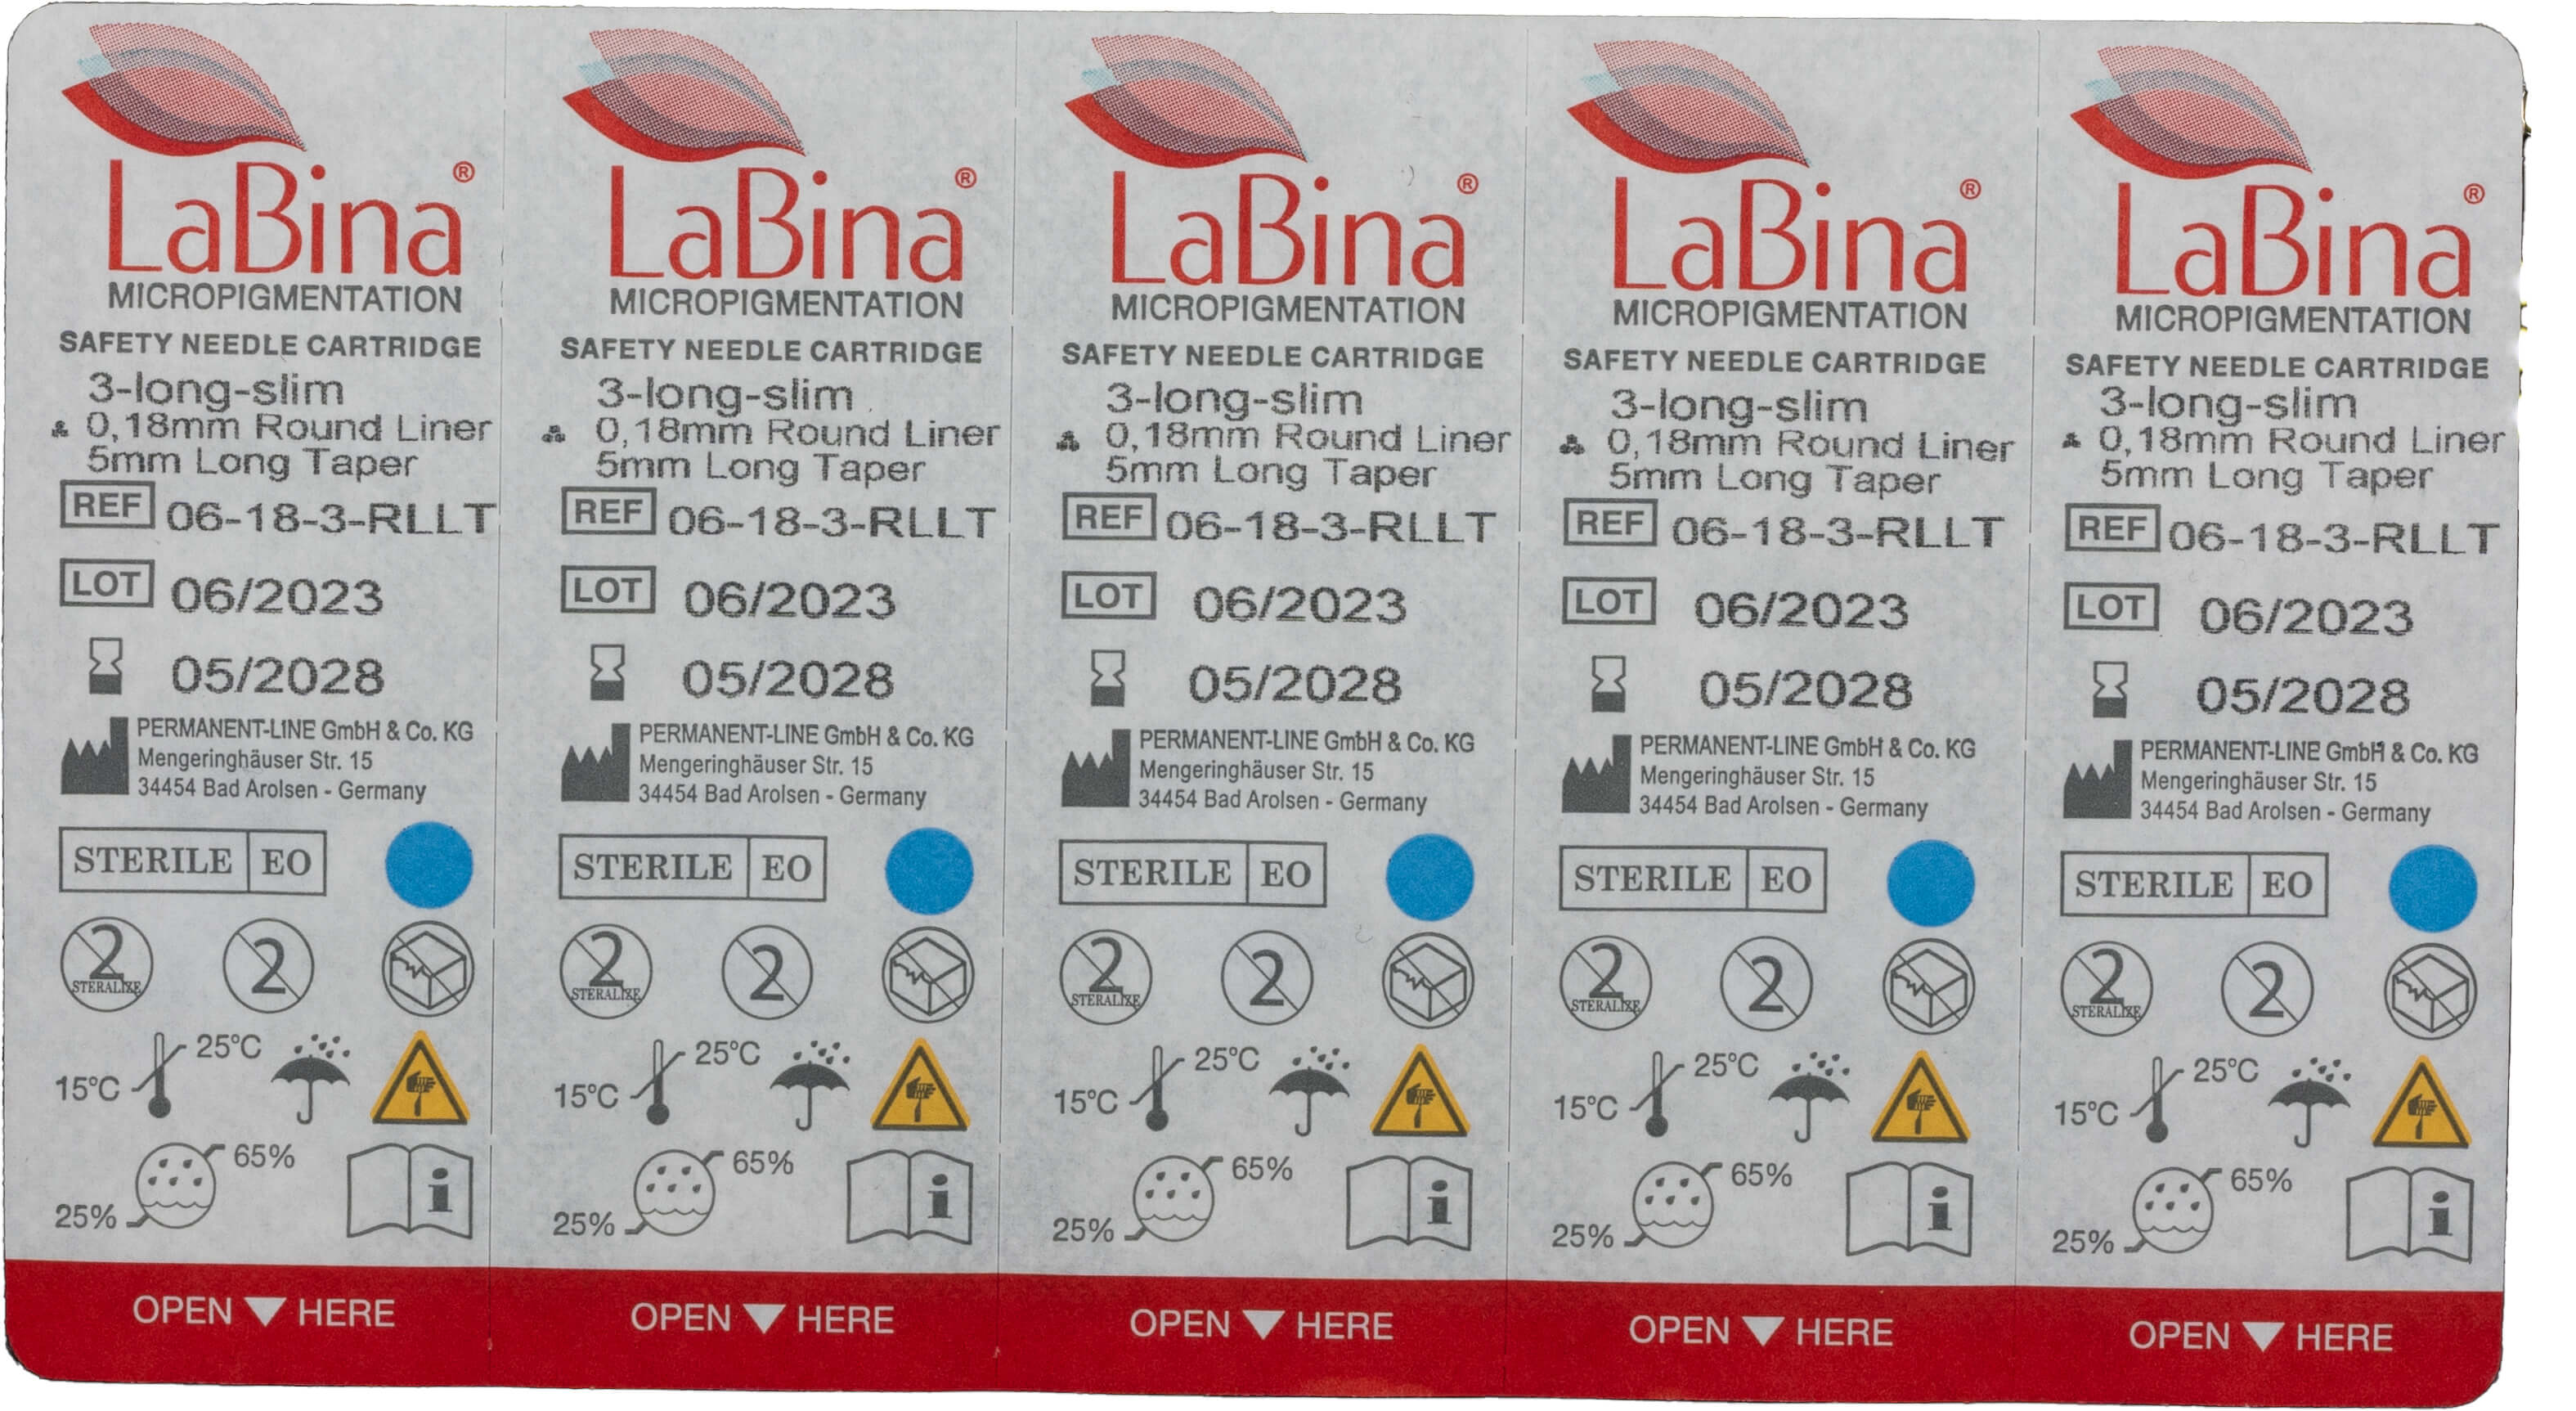 LaBina®
MICROPIGMENTATION
SAFETY NEEDLE CARTRIDGE
3-long-slim
0,18mm Round Liner
5mm Long Taper
REF 06-18-3-RLLT
LOT 06/2023
05/2028
PERMANENT-LINE GmbH & Co. KG
Mengeringhäuser Str. 15
34454 Bad Arolsen - Germany
STERILE EO
2 STERALIZE 2
25°C
15°C
65%
25%
i
OPEN HERE
LaBina®
MICROPIGMENTATION
SAFETY NEEDLE CARTRIDGE
3-long-slim
0,18mm Round Liner
5mm Long Taper
REF 06-18-3-RLLT
LOT 06/2023
05/2028
PERMANENT-LINE GmbH & Co. KG
Mengeringhäuser Str. 15
34454 Bad Arolsen - Germany
STERILE EO
2 STERALIZE 2
25°C
15°C
65%
25%
i
OPEN HERE
LaBina®
MICROPIGMENTATION
SAFETY NEEDLE CARTRIDGE
3-long-slim
0,18mm Round Liner
5mm Long Taper
REF 06-18-3-RLLT
LOT 06/2023
05/2028
PERMANENT-LINE GmbH & Co. KG
Mengeringhäuser Str. 15
34454 Bad Arolsen - Germany
STERILE EO
2 STERALIZE 2
25°C
15°C
65%
25%
i
OPEN HERE
LaBina®
MICROPIGMENTATION
SAFETY NEEDLE CARTRIDGE
3-long-slim
0,18mm Round Liner
5mm Long Taper
REF 06-18-3-RLLT
LOT 06/2023
05/2028
PERMANENT-LINE GmbH & Co. KG
Mengeringhäuser Str. 15
34454 Bad Arolsen - Germany
STERILE EO
2 STERALIZE 2
25°C
15°C
65%
25%
i
OPEN HERE
LaBina®
MICROPIGMENTATION
SAFETY NEEDLE CARTRIDGE
3-long-slim
0,18mm Round Liner
5mm Long Taper
REF 06-18-3-RLLT
LOT 06/2023
05/2028
PERMANENT-LINE GmbH & Co. KG
Mengeringhäuser Str. 15
34454 Bad Arolsen - Germany
STERILE EO
2 STERALIZE 2
25°C
15°C
65%
25%
i
OPEN HERE